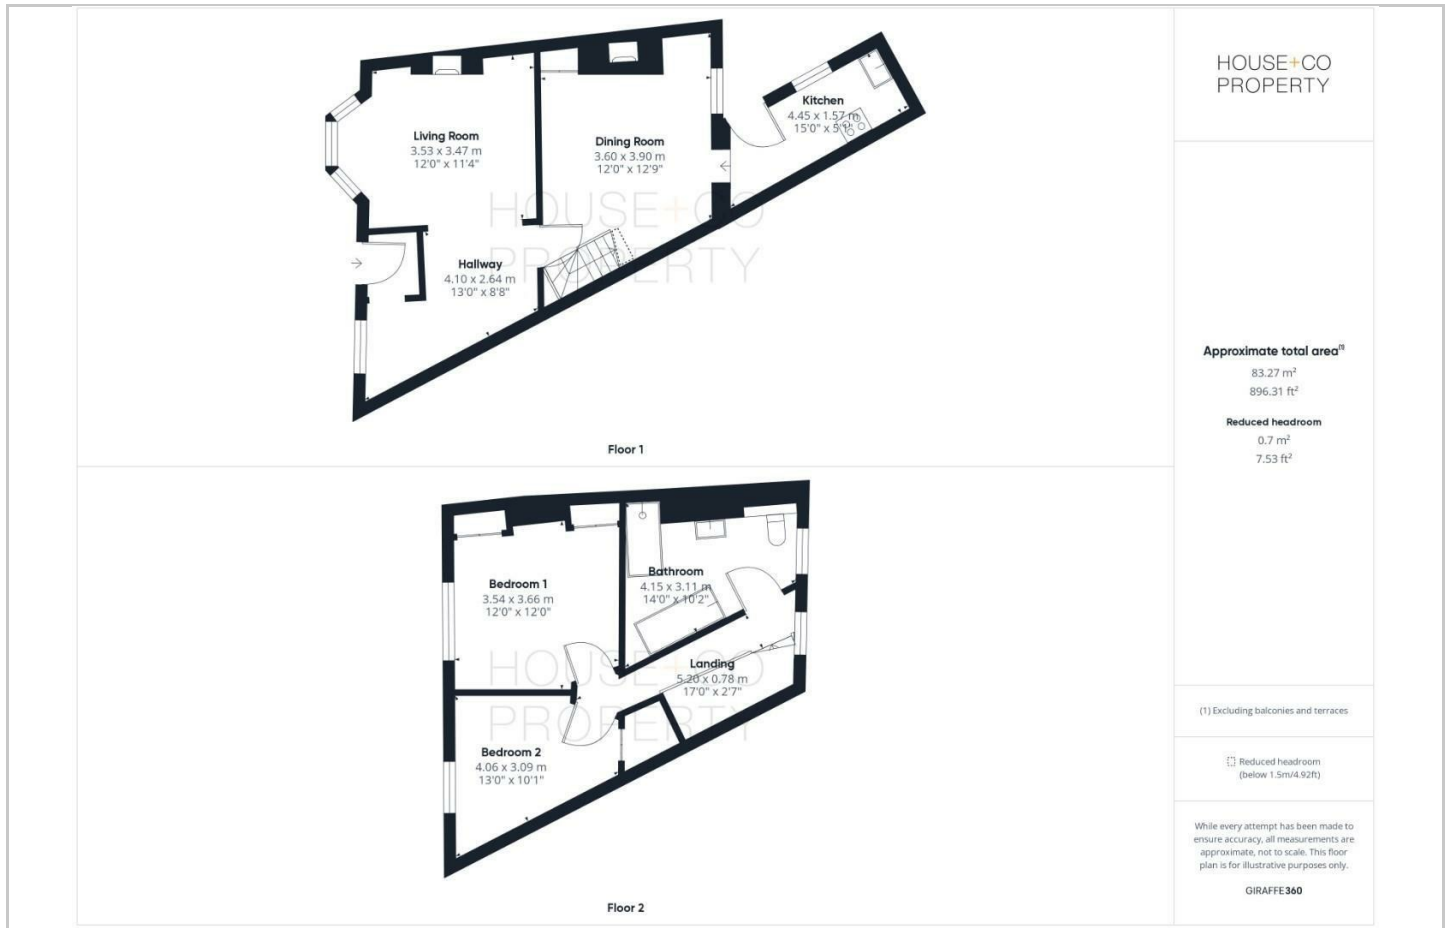 Living Room
3.53 x 3.47 m
12'0" x 11'4"
Dining Room
3.60 x 3.90 m
12'0" x 12'9"
Kitchen
4.45 x 1.57 m
15'0" x 5'1"
Hallway
4.10 x 2.64 m
13'0" x 8'8"
HOUSE+CO
PROPERTY
Floor 1
Bedroom 1
3.54 x 3.66 m
12'0" x 12'0"
Bathroom
4.15 x 3.11 m
14'0" x 10'2"
Landing
5.20 x 0.78 m
17'0" x 2'7"
Bedroom 2
4.06 x 3.09 m
13'0" x 10'1"
HOUSE+CO
PROPERTY
Floor 2
HOUSE+CO
PROPERTY
Approximate total area(1)
83.27 m²
896.31 ft²
Reduced headroom
0.7 m²
7.53 ft²
(1) Excluding balconies and terraces
Reduced headroom
(below 1.5m/4.92ft)
While every attempt has been made to
ensure accuracy, all measurements are
approximate, not to scale. This floor
plan is for illustrative purposes only.
GIRAFFE360